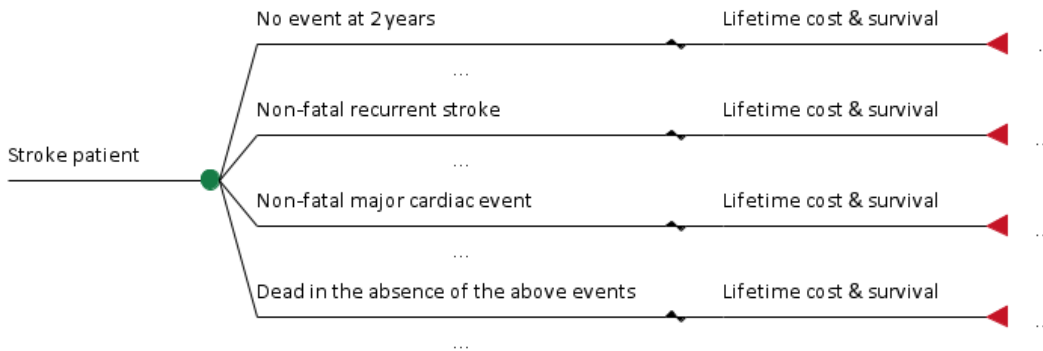 No event at 2 years
Lifetime cost & survival
.
...
Non-fatal recurrent stroke
Lifetime cost & survival
..
...
Stroke patient
Non-fatal major cardiac event
Lifetime cost & survival
..
...
Dead in the absence of the above events
Lifetime cost & survival
..
...